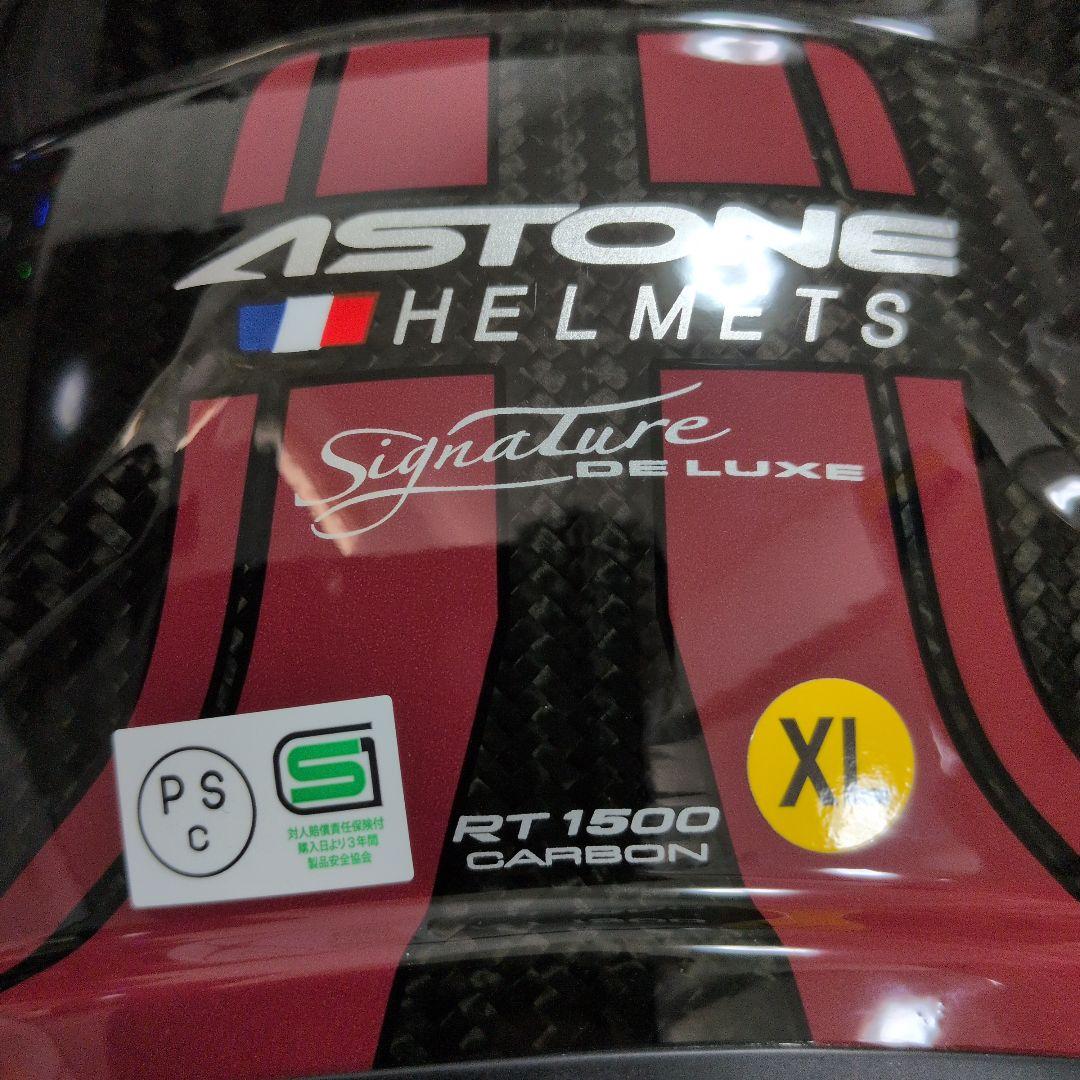 ASTONE
HELMETS
Signature
DE LUXE
PS
C
S
対人賠償責任保険付
購入日より3年間
製品安全協会
RT 1500
CARBON
XL